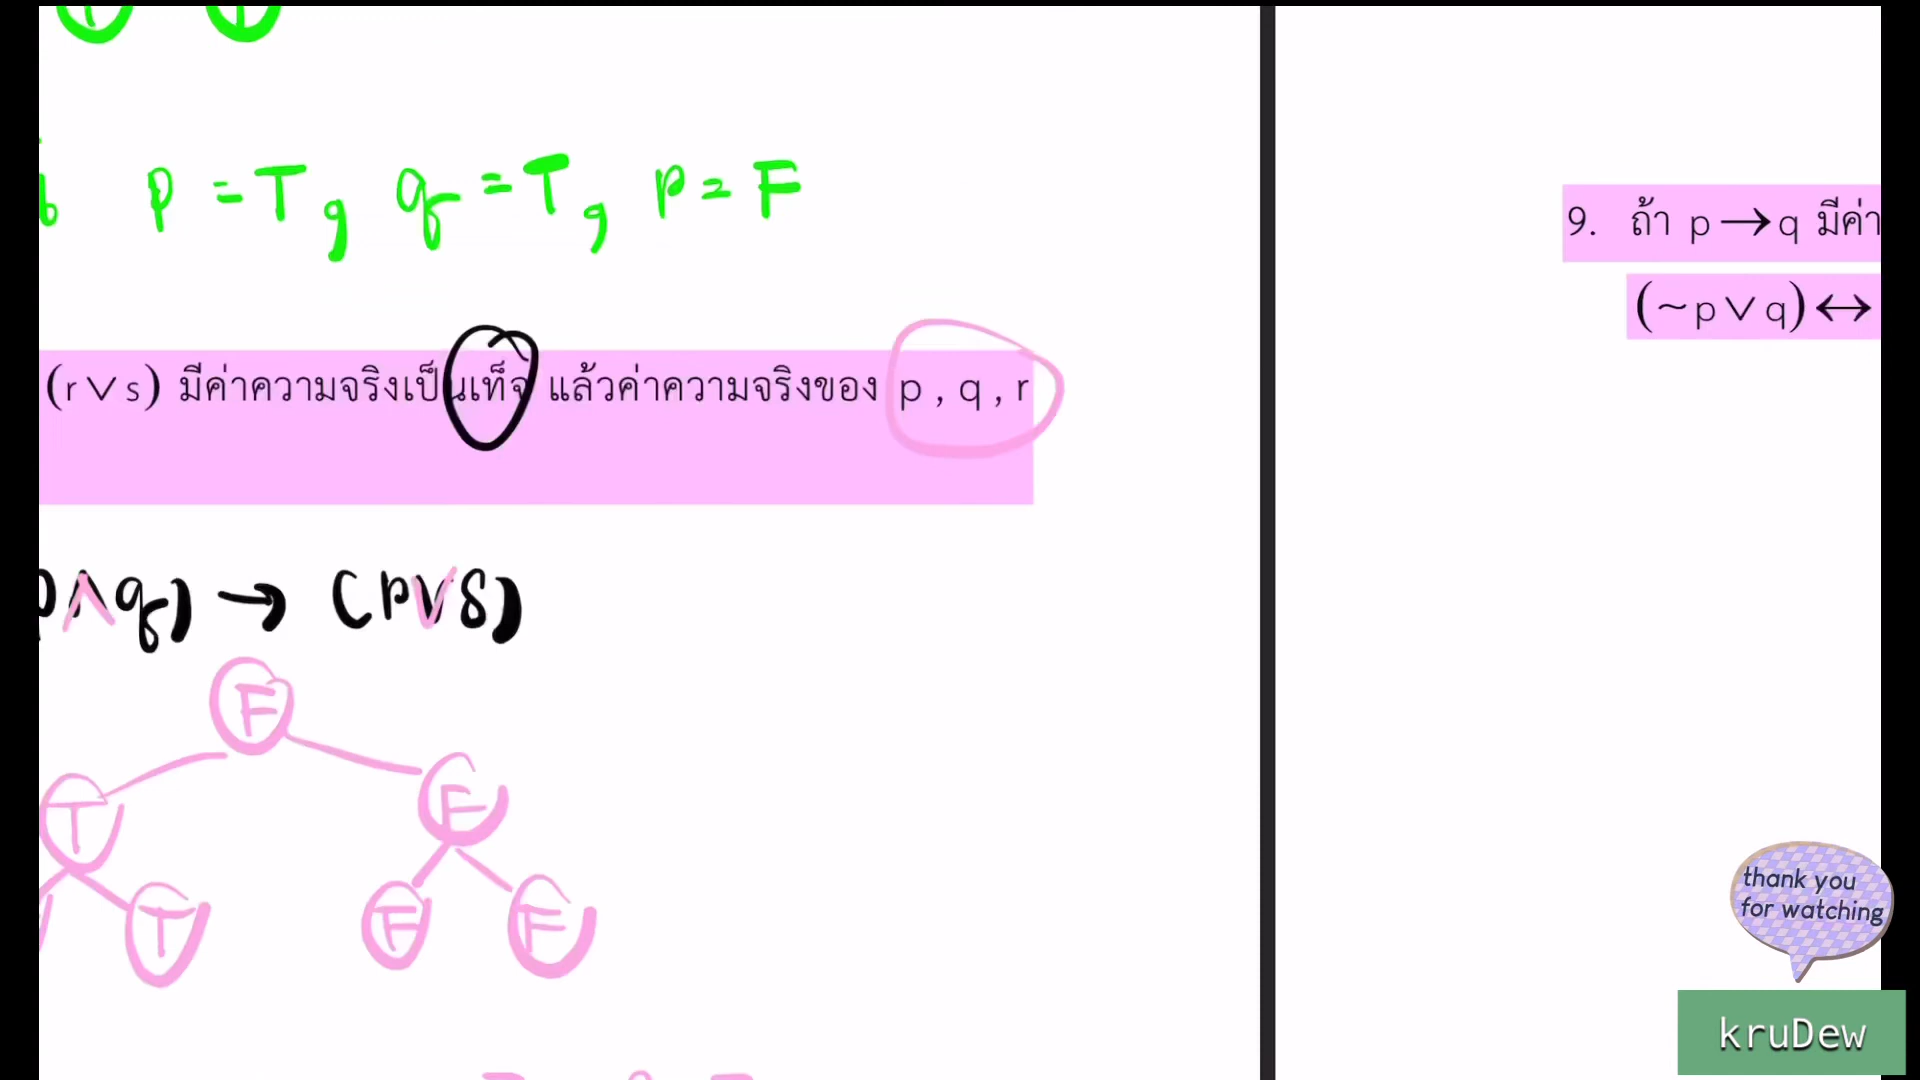 p = T, q = T, r = F
(r ∨ s) มีค่าความจริงเป็นเท็จ แล้วค่าความจริงของ p , q , r
p ∧ q) → (r ∨ s)
F
T F
T F F
9. ถ้า p → q มีค่า
(~p ∨ q) ↔
thank you
for watching
kruDew